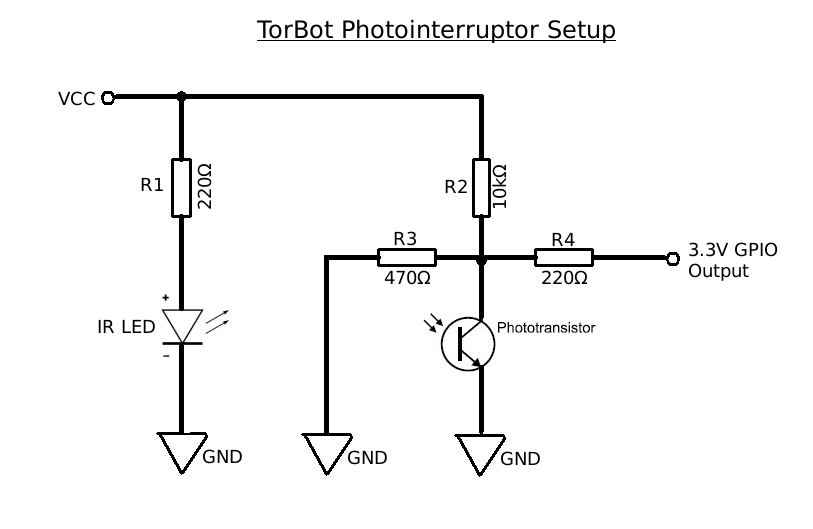 TorBot Photointerruptor Setup
VCC
R1
220Ω
R2
10kΩ
R3
470Ω
R4
220Ω
3.3V GPIO
Output
+
IR LED
-
Phototransistor
GND
GND
GND